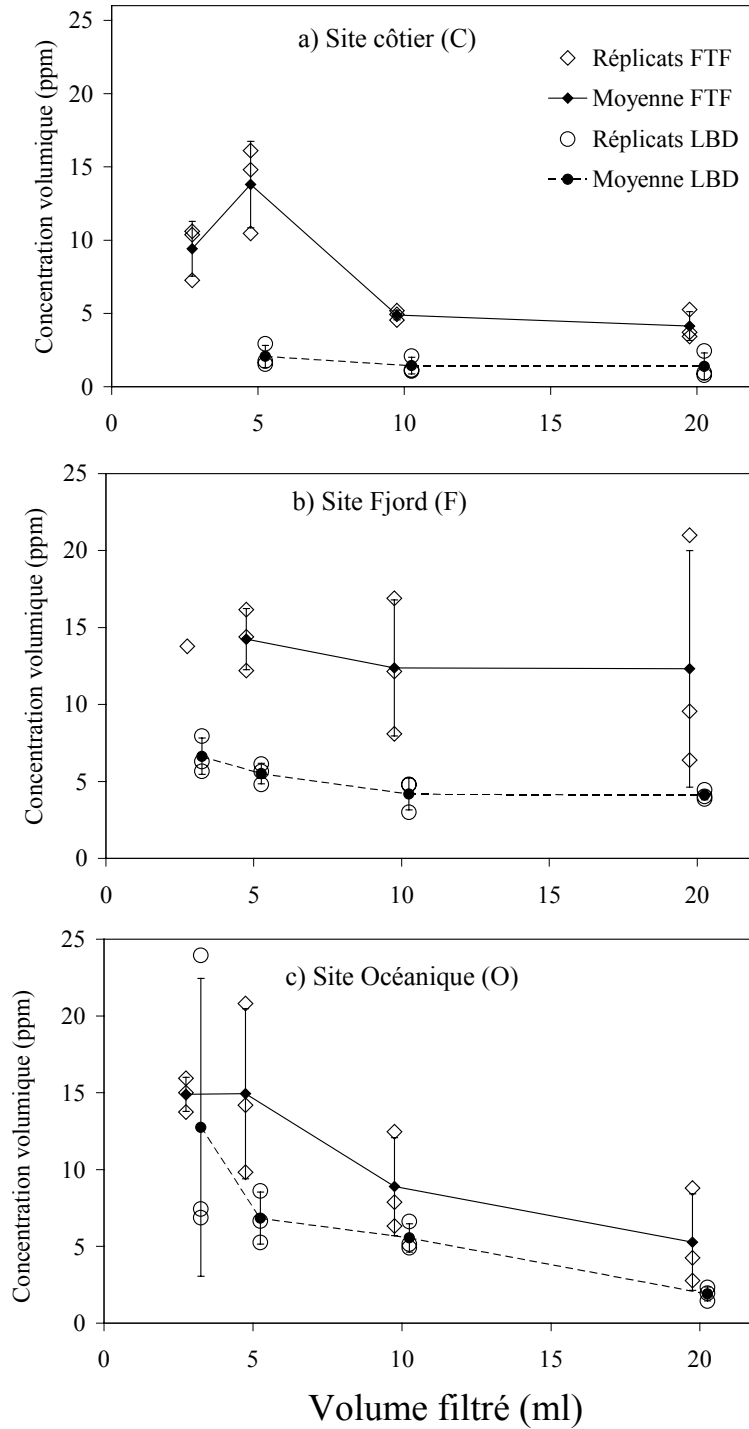 a) Site côtier (C)
Réplicats FTF
Moyenne FTF
Réplicats LBD
Moyenne LBD
Concentration volumique (ppm)
25
20
15
10
5
0
0 5 10 15 20
b) Site Fjord (F)
Concentration volumique (ppm)
25
20
15
10
5
0
0 5 10 15 20
c) Site Océanique (O)
Concentration volumique (ppm)
25
20
15
10
5
0
0 5 10 15 20
Volume filtré (ml)